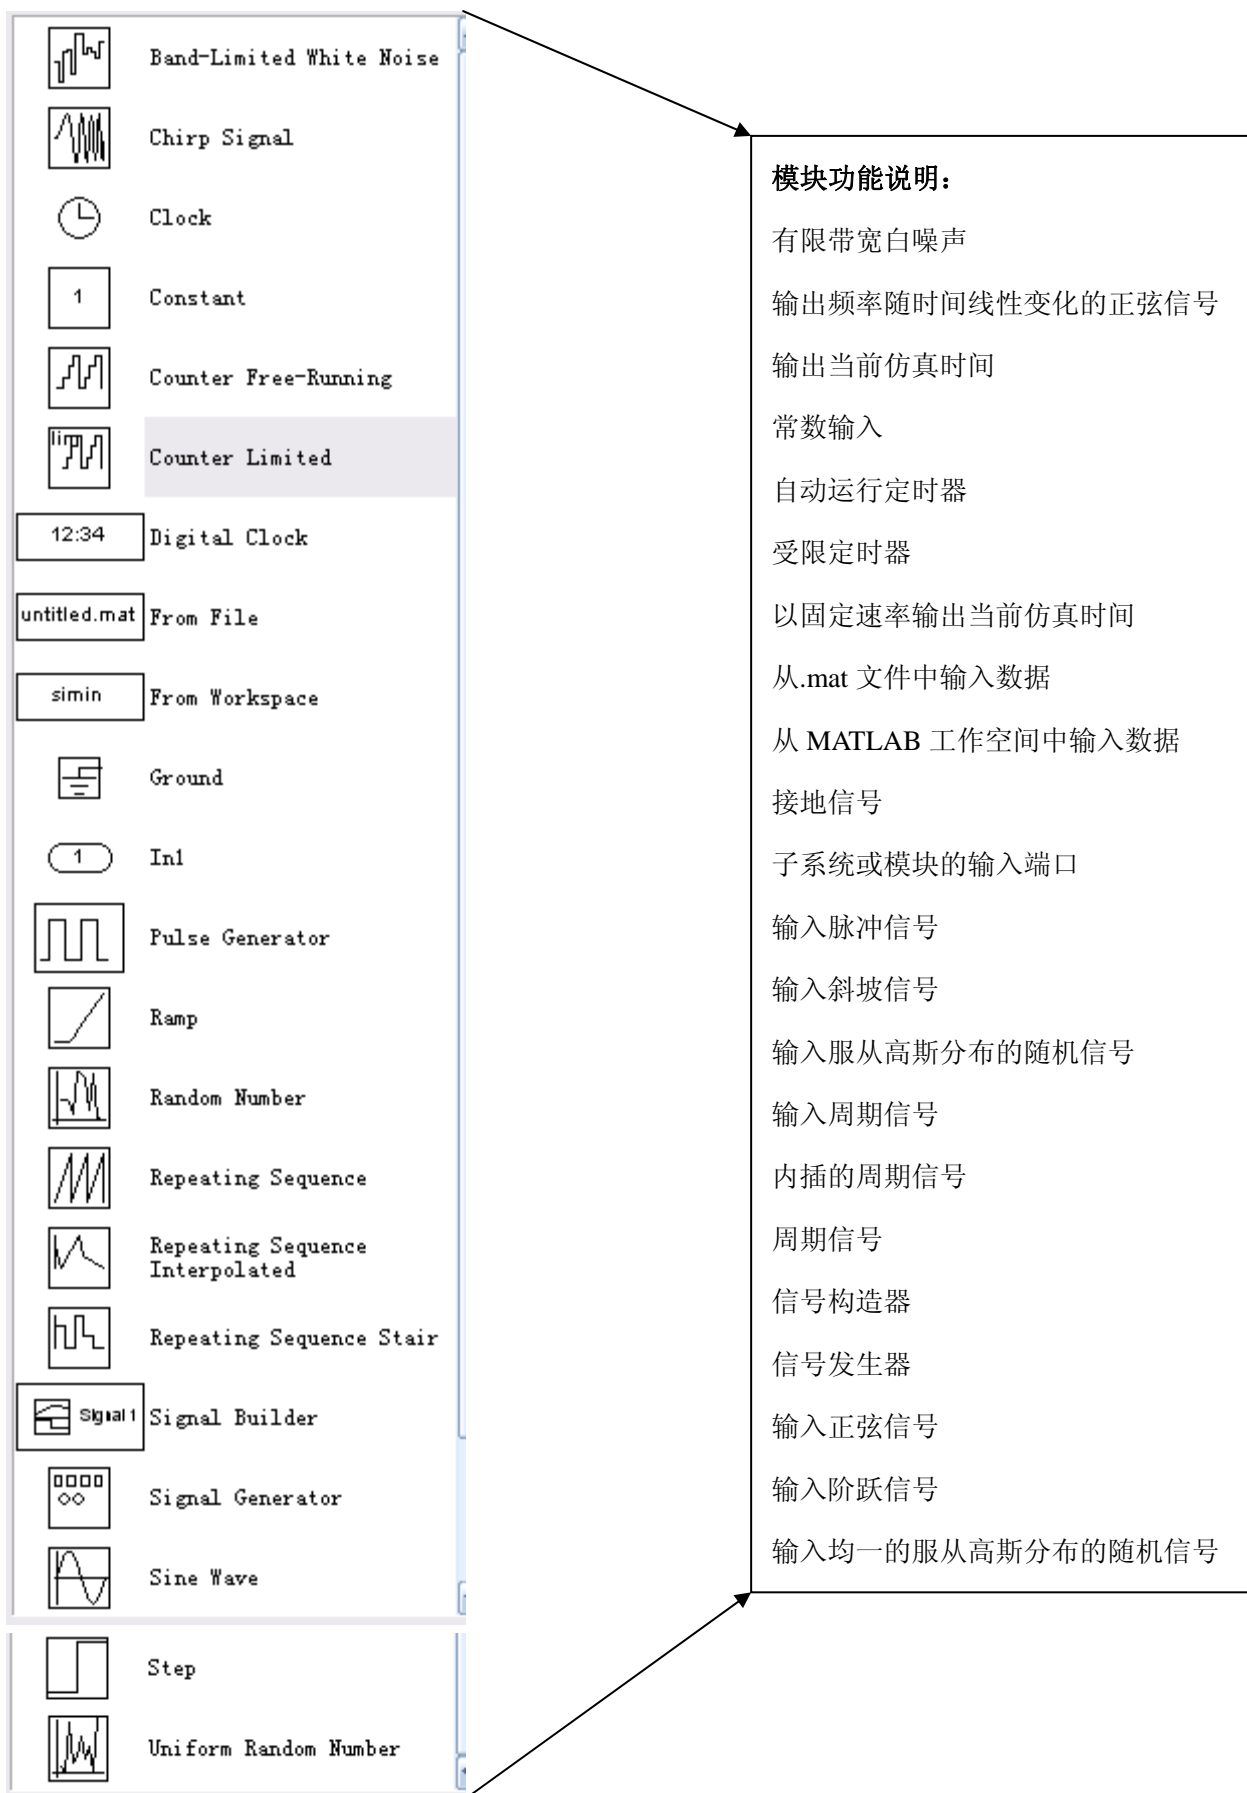 Band-Limited White Noise
Chirp Signal
Clock
1
Constant
Counter Free-Running
lim
Counter Limited
12:34
Digital Clock
untitled.mat
From File
simin
From Workspace
Ground
1
In1
Pulse Generator
Ramp
Random Number
Repeating Sequence
Repeating Sequence
Interpolated
Repeating Sequence Stair
Signal 1
Signal Builder
Signal Generator
Sine Wave
Step
Uniform Random Number
模块功能说明：
有限带宽白噪声
输出频率随时间线性变化的正弦信号
输出当前仿真时间
常数输入
自动运行定时器
受限定时器
以固定速率输出当前仿真时间
从.mat 文件中输入数据
从 MATLAB 工作空间中输入数据
接地信号
子系统或模块的输入端口
输入脉冲信号
输入斜坡信号
输入服从高斯分布的随机信号
输入周期信号
内插的周期信号
周期信号
信号构造器
信号发生器
输入正弦信号
输入阶跃信号
输入均一的服从高斯分布的随机信号